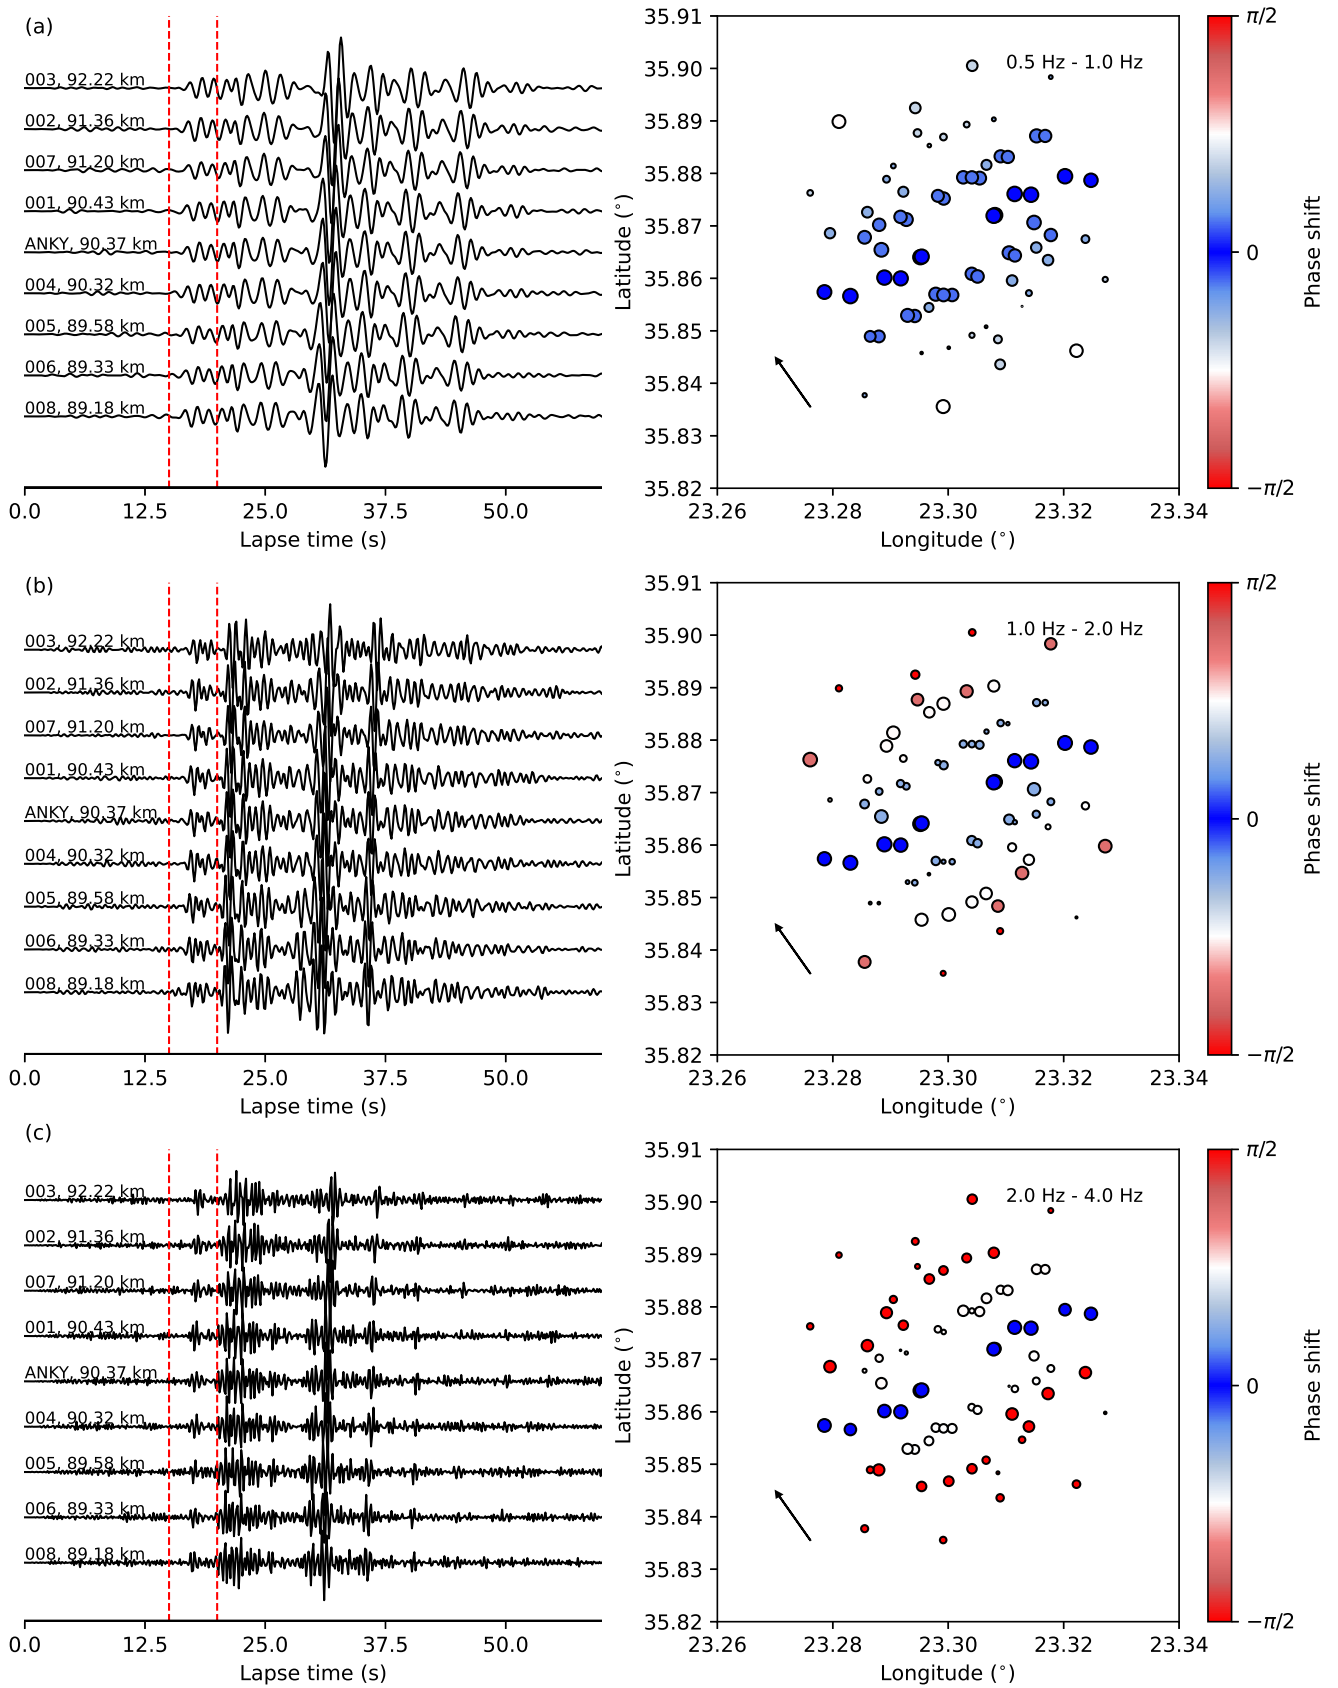 (a)
003, 92.22 km
002, 91.36 km
007, 91.20 km
001, 90.43 km
ANKY, 90.37 km
004, 90.32 km
005, 89.58 km
006, 89.33 km
008, 89.18 km
0.0 12.5 25.0 37.5 50.0
Lapse time (s)
35.91
35.90
35.89
35.88
35.87
35.86
35.85
35.84
35.83
35.82
Latitude (°)
0.5 Hz - 1.0 Hz
23.26 23.28 23.30 23.32 23.34
Longitude (°)
π/2
0
−π/2
Phase shift
(b)
003, 92.22 km
002, 91.36 km
007, 91.20 km
001, 90.43 km
ANKY, 90.37 km
004, 90.32 km
005, 89.58 km
006, 89.33 km
008, 89.18 km
0.0 12.5 25.0 37.5 50.0
Lapse time (s)
35.91
35.90
35.89
35.88
35.87
35.86
35.85
35.84
35.83
35.82
Latitude (°)
1.0 Hz - 2.0 Hz
23.26 23.28 23.30 23.32 23.34
Longitude (°)
π/2
0
−π/2
Phase shift
(c)
003, 92.22 km
002, 91.36 km
007, 91.20 km
001, 90.43 km
ANKY, 90.37 km
004, 90.32 km
005, 89.58 km
006, 89.33 km
008, 89.18 km
0.0 12.5 25.0 37.5 50.0
Lapse time (s)
35.91
35.90
35.89
35.88
35.87
35.86
35.85
35.84
35.83
35.82
Latitude (°)
2.0 Hz - 4.0 Hz
23.26 23.28 23.30 23.32 23.34
Longitude (°)
π/2
0
−π/2
Phase shift